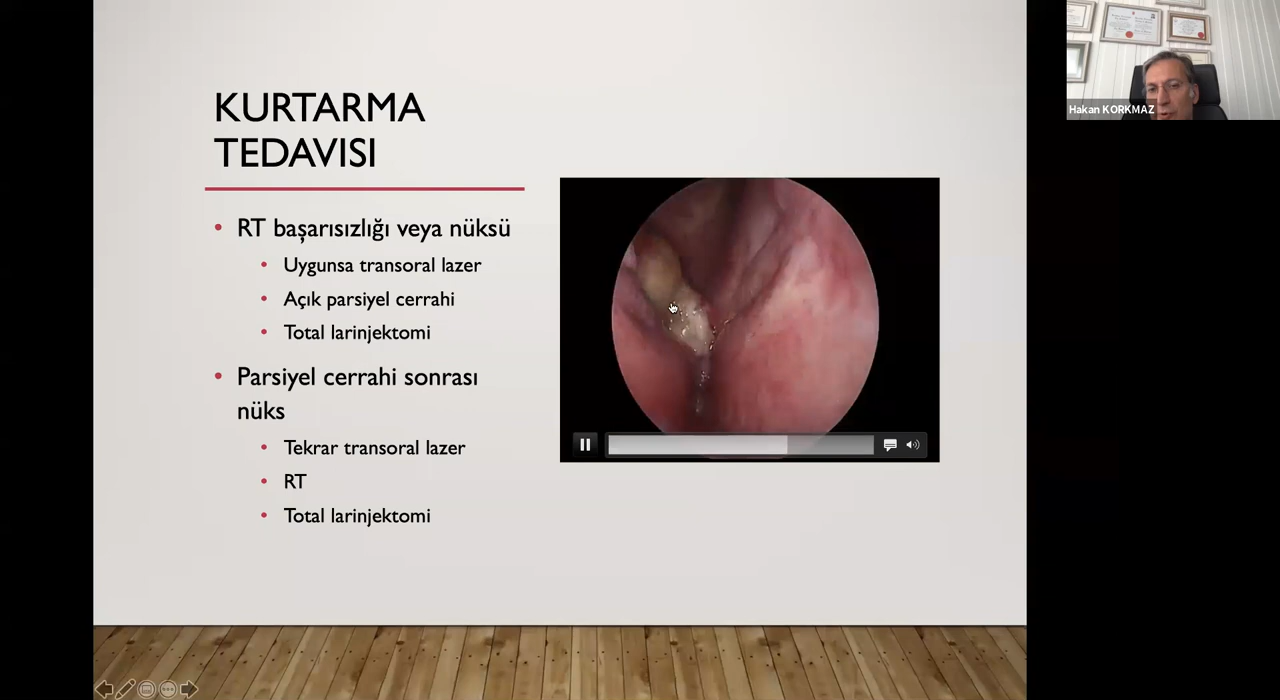 KURTARMA
TEDAVISI
RT başarısızlığı veya nüksü
Uygunsa transoral lazer
Açık parsiyel cerrahi
Total larinjektomi
Parsiyel cerrahi sonrası
nüks
Tekrar transoral lazer
RT
Total larinjektomi
Hakan KORKMAZ